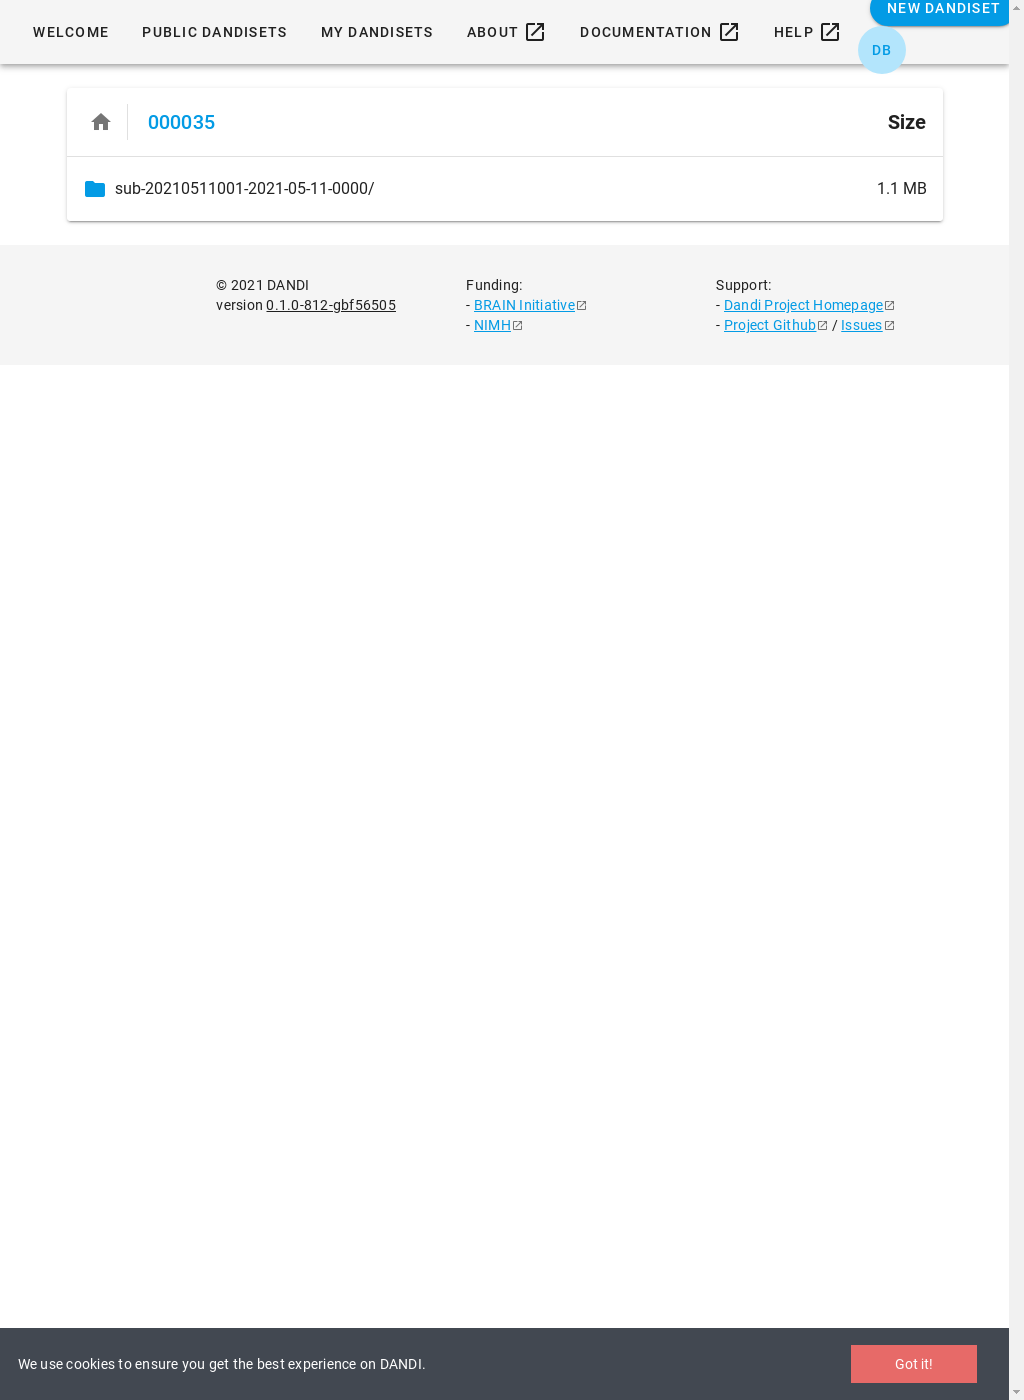 NEW DANDISET
WELCOME PUBLIC DANDISETS MY DANDISETS ABOUT DOCUMENTATION HELP
DB
000035 Size
sub-20210511001-2021-05-11-0000/ 1.1 MB
© 2021 DANDI
version 0.1.0-812-gbf56505
Funding:
- BRAIN Initiative
- NIMH
Support:
- Dandi Project Homepage
- Project Github / Issues
We use cookies to ensure you get the best experience on DANDI. Got it!